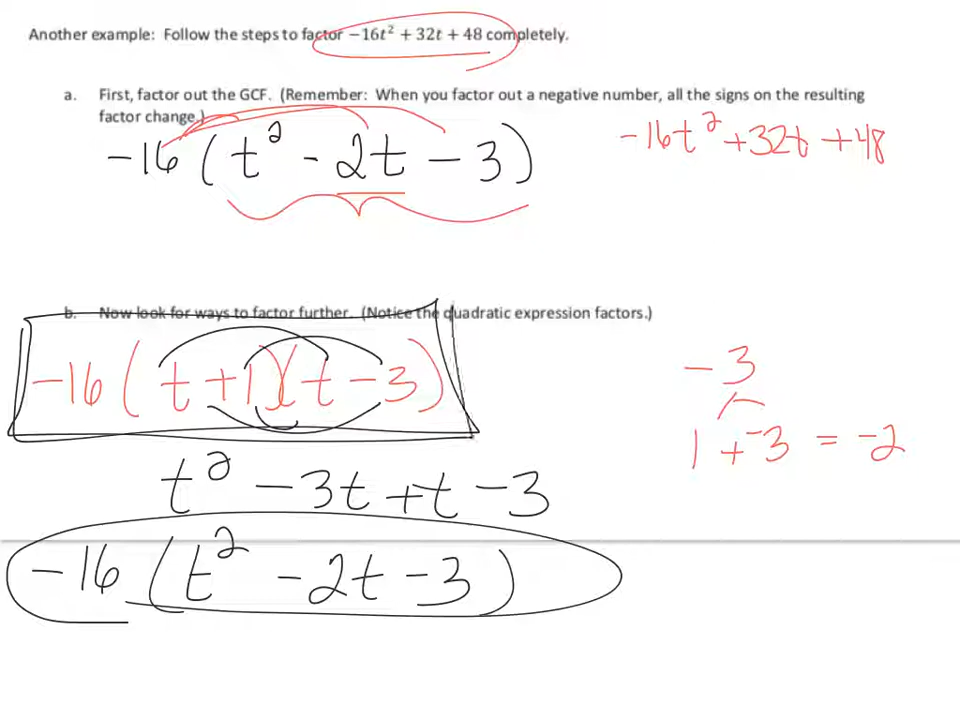 Another example: Follow the steps to factor −16t² + 32t + 48 completely.
a. First, factor out the GCF. (Remember: When you factor out a negative number, all the signs on the resulting
factor change.)
-16(t² - 2t - 3)
-16t² + 32t + 48
b. Now look for ways to factor further. (Notice the quadratic expression factors.)
-16(t+1)(t-3)
-3
1 + -3 = -2
t² - 3t + t - 3
-16(t² - 2t - 3)